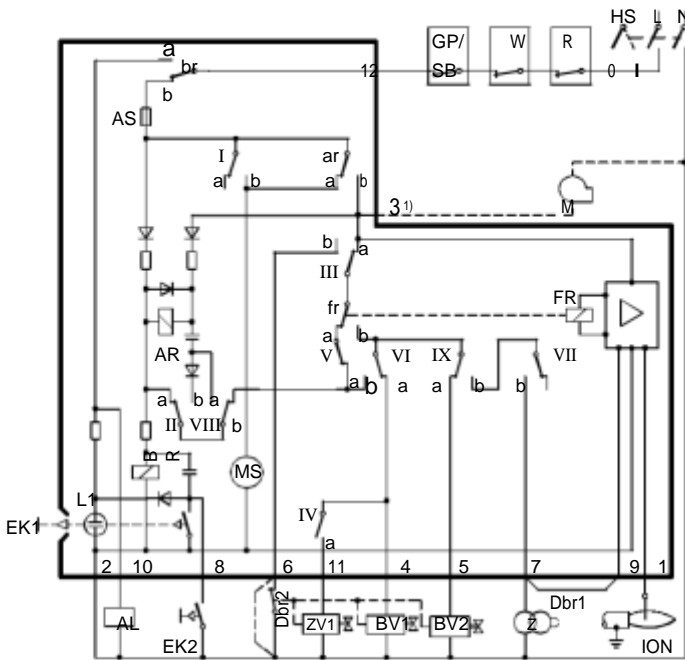 HS L N
GP/ W R
SB
a
br
12
0 I
b
AS
I ar
a b a b
3 1)
M
b a
III
fr
FR
a b
AR
V VI IX VII
a b a a b b
a b a
II VIII b
B
R
MS
L1
IV
EK1
a
2 10 8 6 11 4 5 7 9 1
Dbr2
Dbr1
AL
EK2
ZV1 BV1 BV2 Z
ION